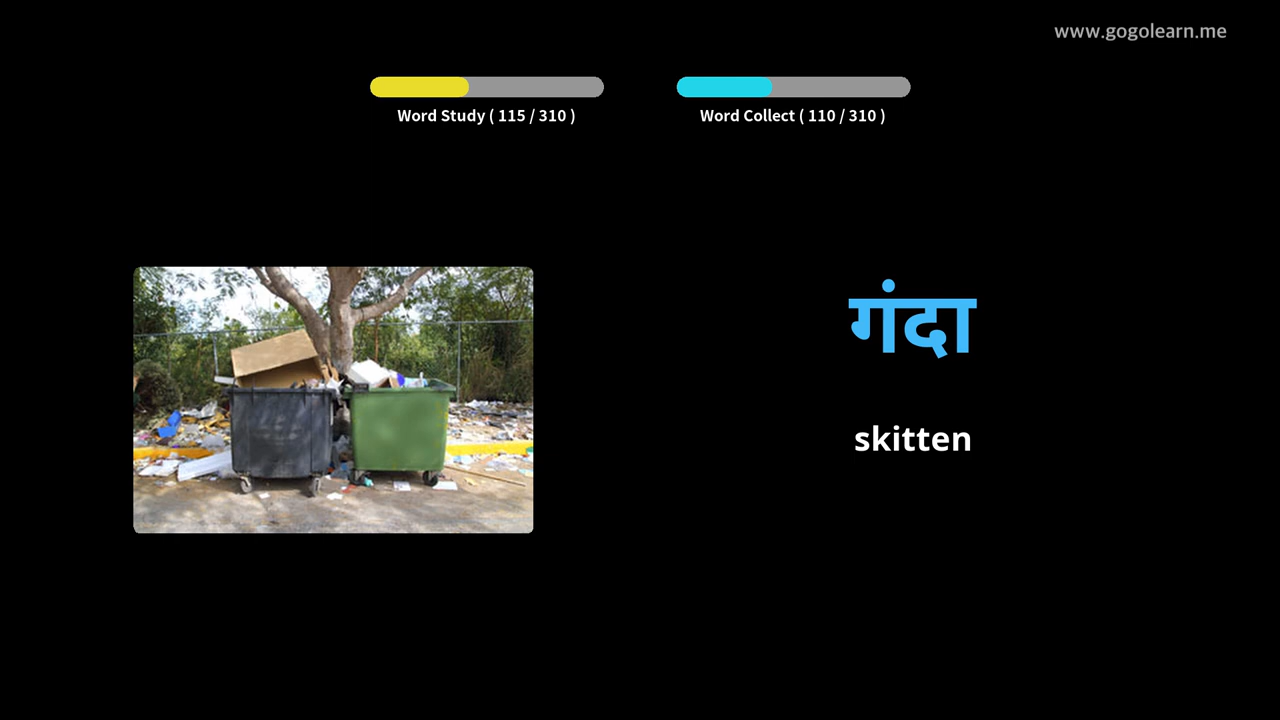 www.gogolearn.me
Word Study ( 115 / 310 )
Word Collect ( 110 / 310 )
गंदा
skitten